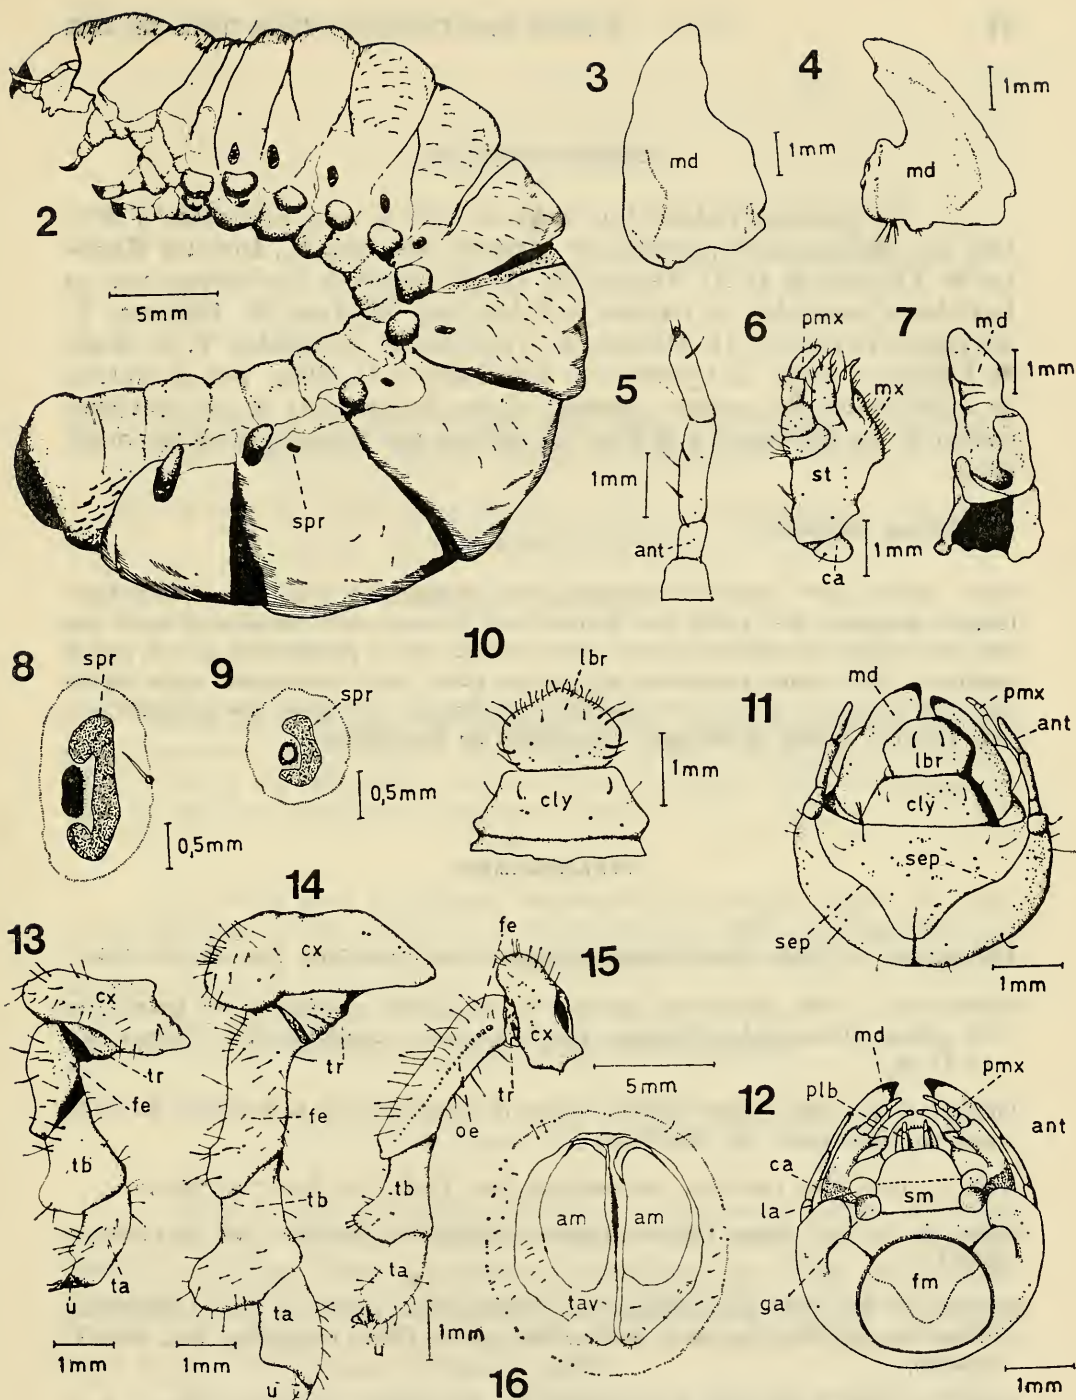 2
5mm
spr
3
md
1mm
4
md
1mm
5
1mm
ant
6
pmx
mx
st
ca
1mm
7
md
1mm
8
spr
0,5mm
9
spr
0,5mm
10
lbr
cly
1mm
11
md
pmx
ant
lbr
cly
sep
sep
1mm
13
cx
tr
fe
tb
ta
u
1mm
14
cx
tr
fe
tb
ta
u
1mm
15
fe
cx
tr
oe
tb
ta
u
1mm
5mm
am
am
tav
16
12
md
pmx
plb
ant
ca
sm
la
fm
ga
1mm